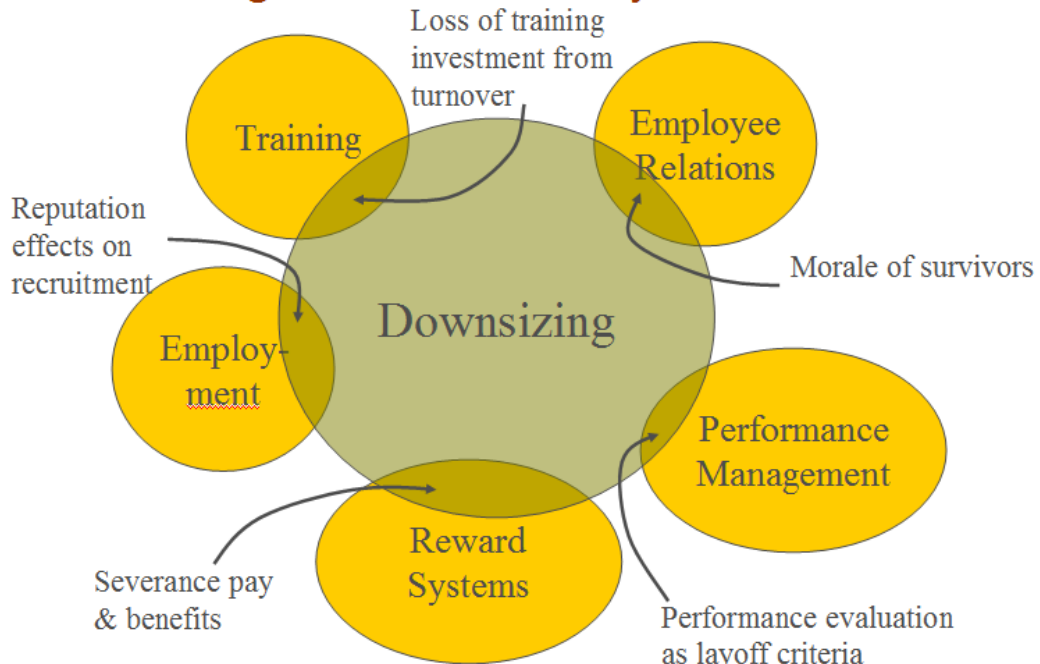 Loss of training
investment from
turnover
Training
Employee
Relations
Reputation
effects on
recruitment
Morale of survivors
Downsizing
Employ-
ment
Performance
Management
Reward
Systems
Severance pay
& benefits
Performance evaluation
as layoff criteria